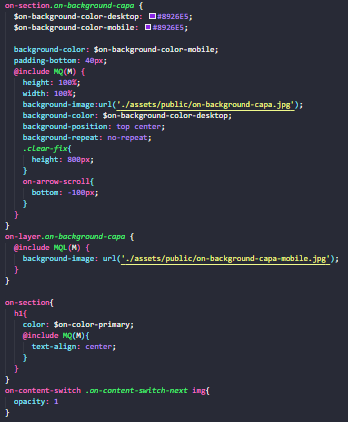 on-section.on-background-capa {
$on-background-color-desktop: #8926E5;
$on-background-color-mobile: #8926E5;
background-color: $on-background-color-mobile;
padding-bottom: 40px;
@include MQ(M) {
height: 100%;
width: 100%;
background-image:url('./assets/public/on-background-capa.jpg');
background-color: $on-background-color-desktop;
background-position: top center;
background-repeat: no-repeat;
.clear-fix{
height: 800px;
}
on-arrow-scroll{
bottom: -100px;
}
}
}
on-layer.on-background-capa {
@include MQL(M) {
background-image: url('./assets/public/on-background-capa-mobile.jpg');
}
}
on-section{
h1{
color: $on-color-primary;
@include MQ(M){
text-align: center;
}
}
}
on-content-switch .on-content-switch-next img{
opacity: 1
}